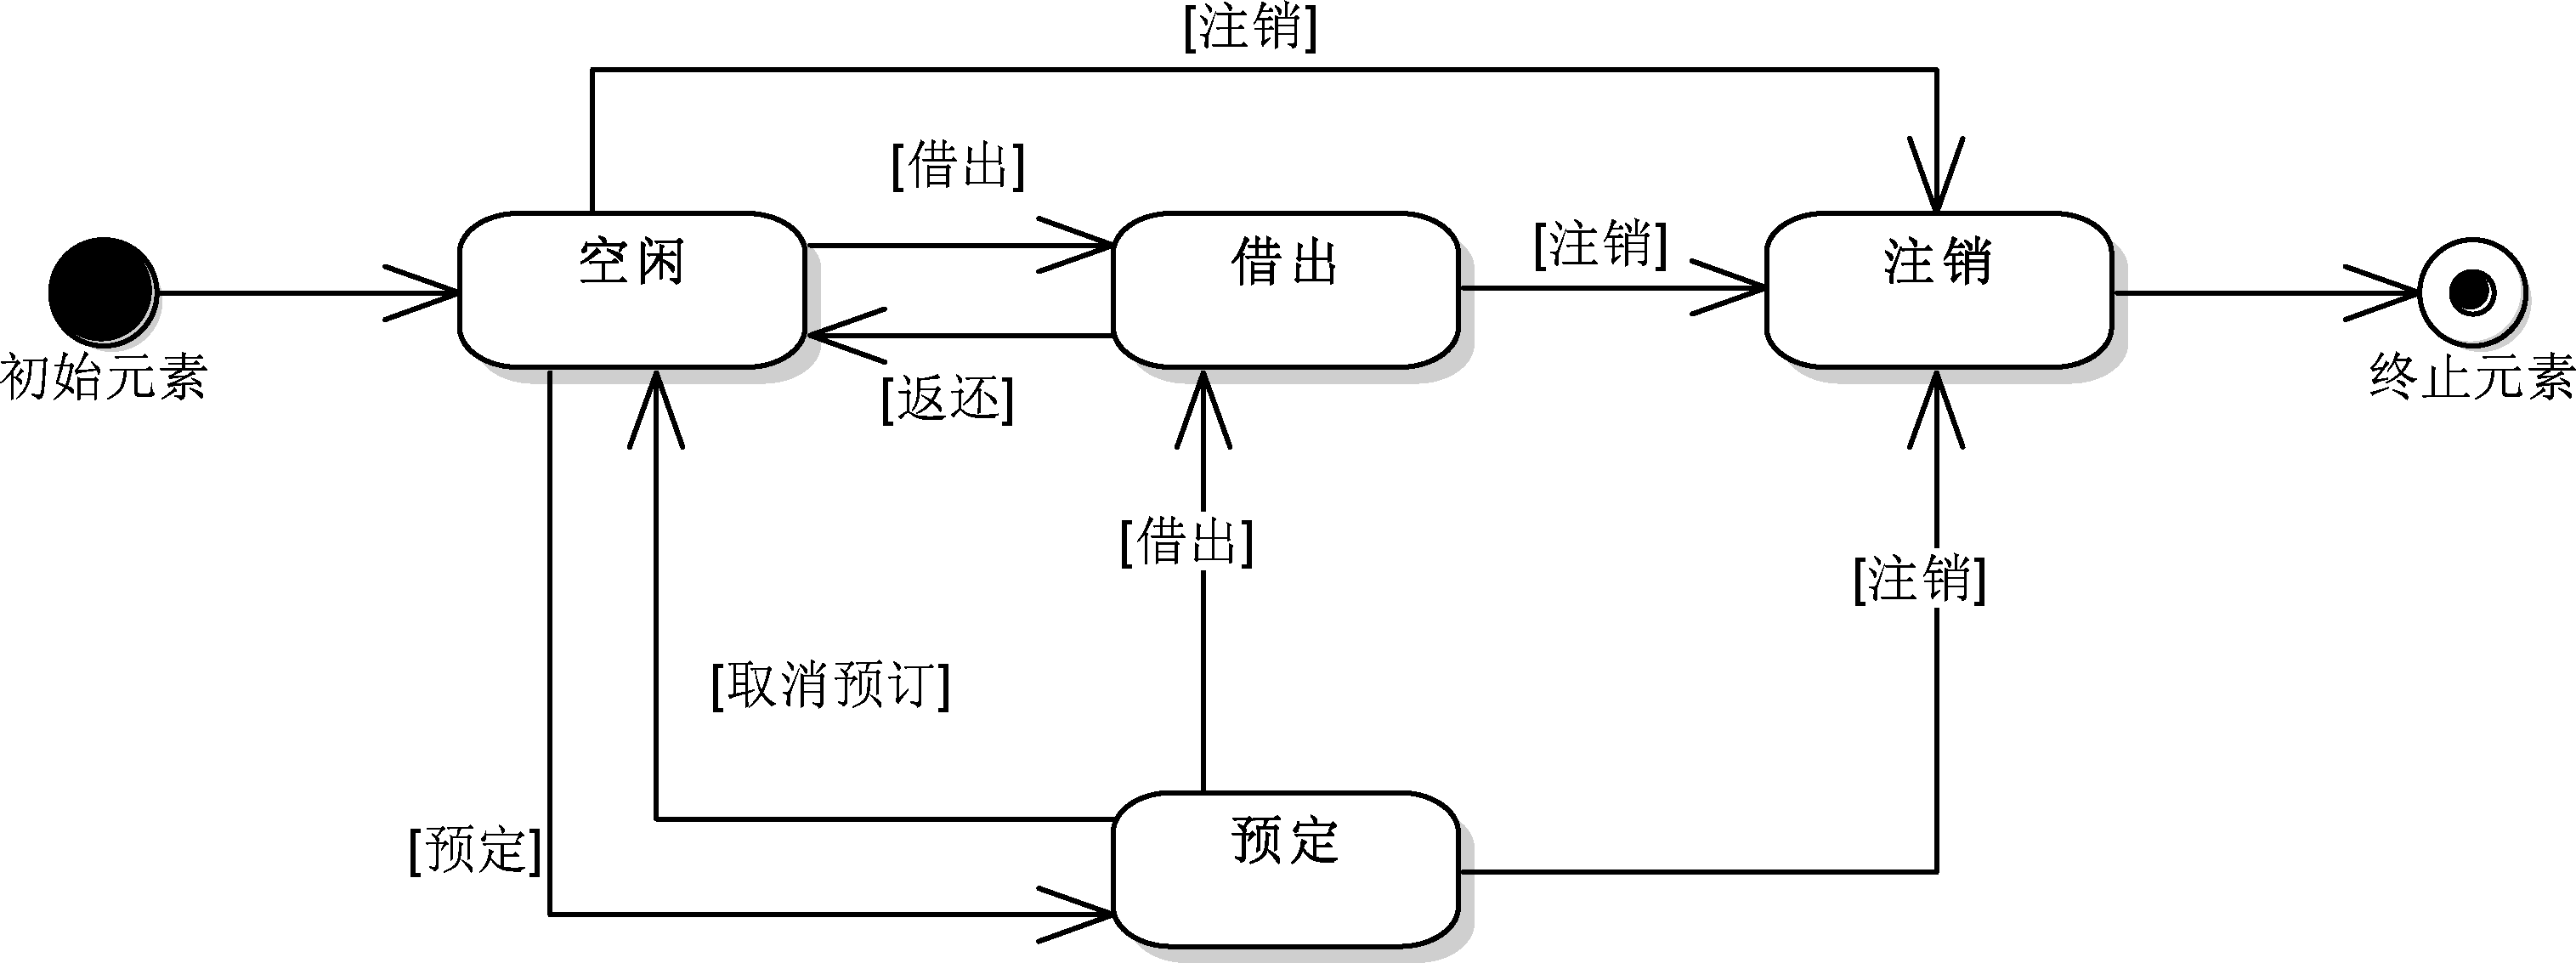 [注销]
[借出]
空闲
借出
[注销]
注销
初始元素
[返还]
终止元素
[借出]
[注销]
[取消预订]
[预定]
预定